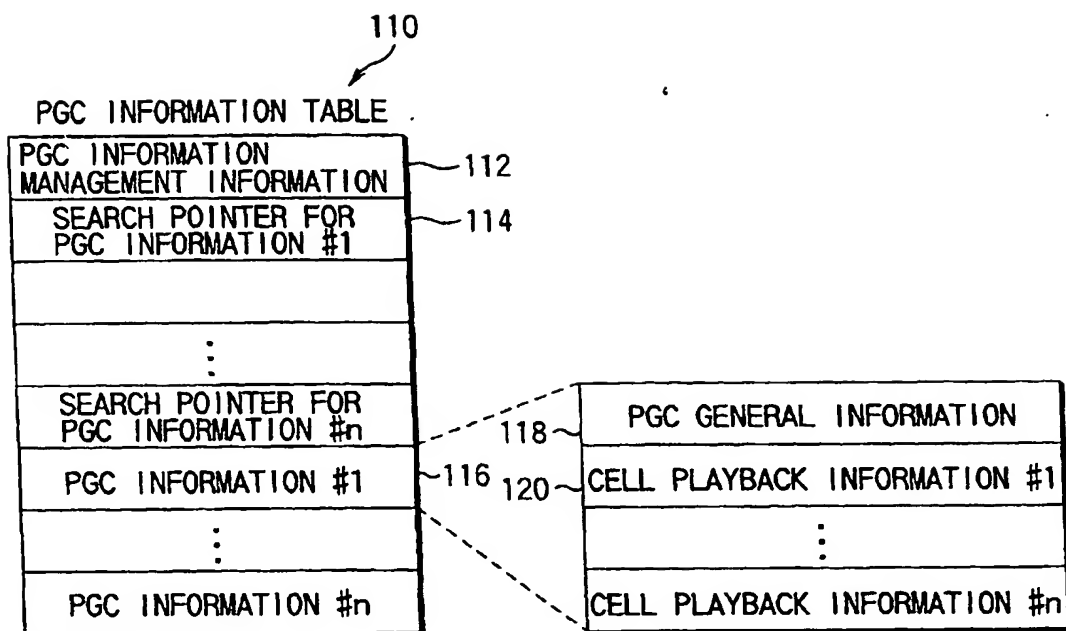 110
PGC INFORMATION TABLE
PGC INFORMATION
MANAGEMENT INFORMATION
112
SEARCH POINTER FOR
PGC INFORMATION #1
114
SEARCH POINTER FOR
PGC INFORMATION #n
PGC INFORMATION #1
116
PGC INFORMATION #n
118
PGC GENERAL INFORMATION
120
CELL PLAYBACK INFORMATION #1
CELL PLAYBACK INFORMATION #n